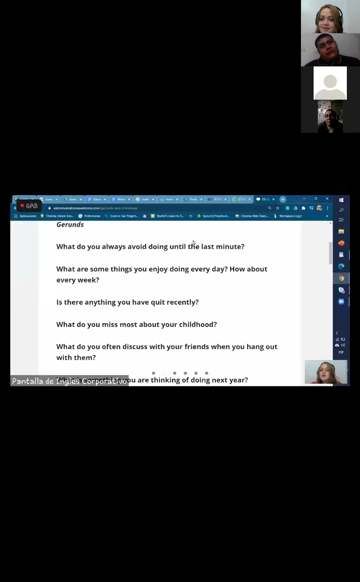 Gerunds
What do you always avoid doing until the last minute?
What are some things you enjoy doing every day? How about
every week?
Is there anything you have quit recently?
What do you miss most about your childhood?
What do you often discuss with your friends when you hang out
with them?
you are thinking of doing next year?
Pantalla de Ingles Corporativo